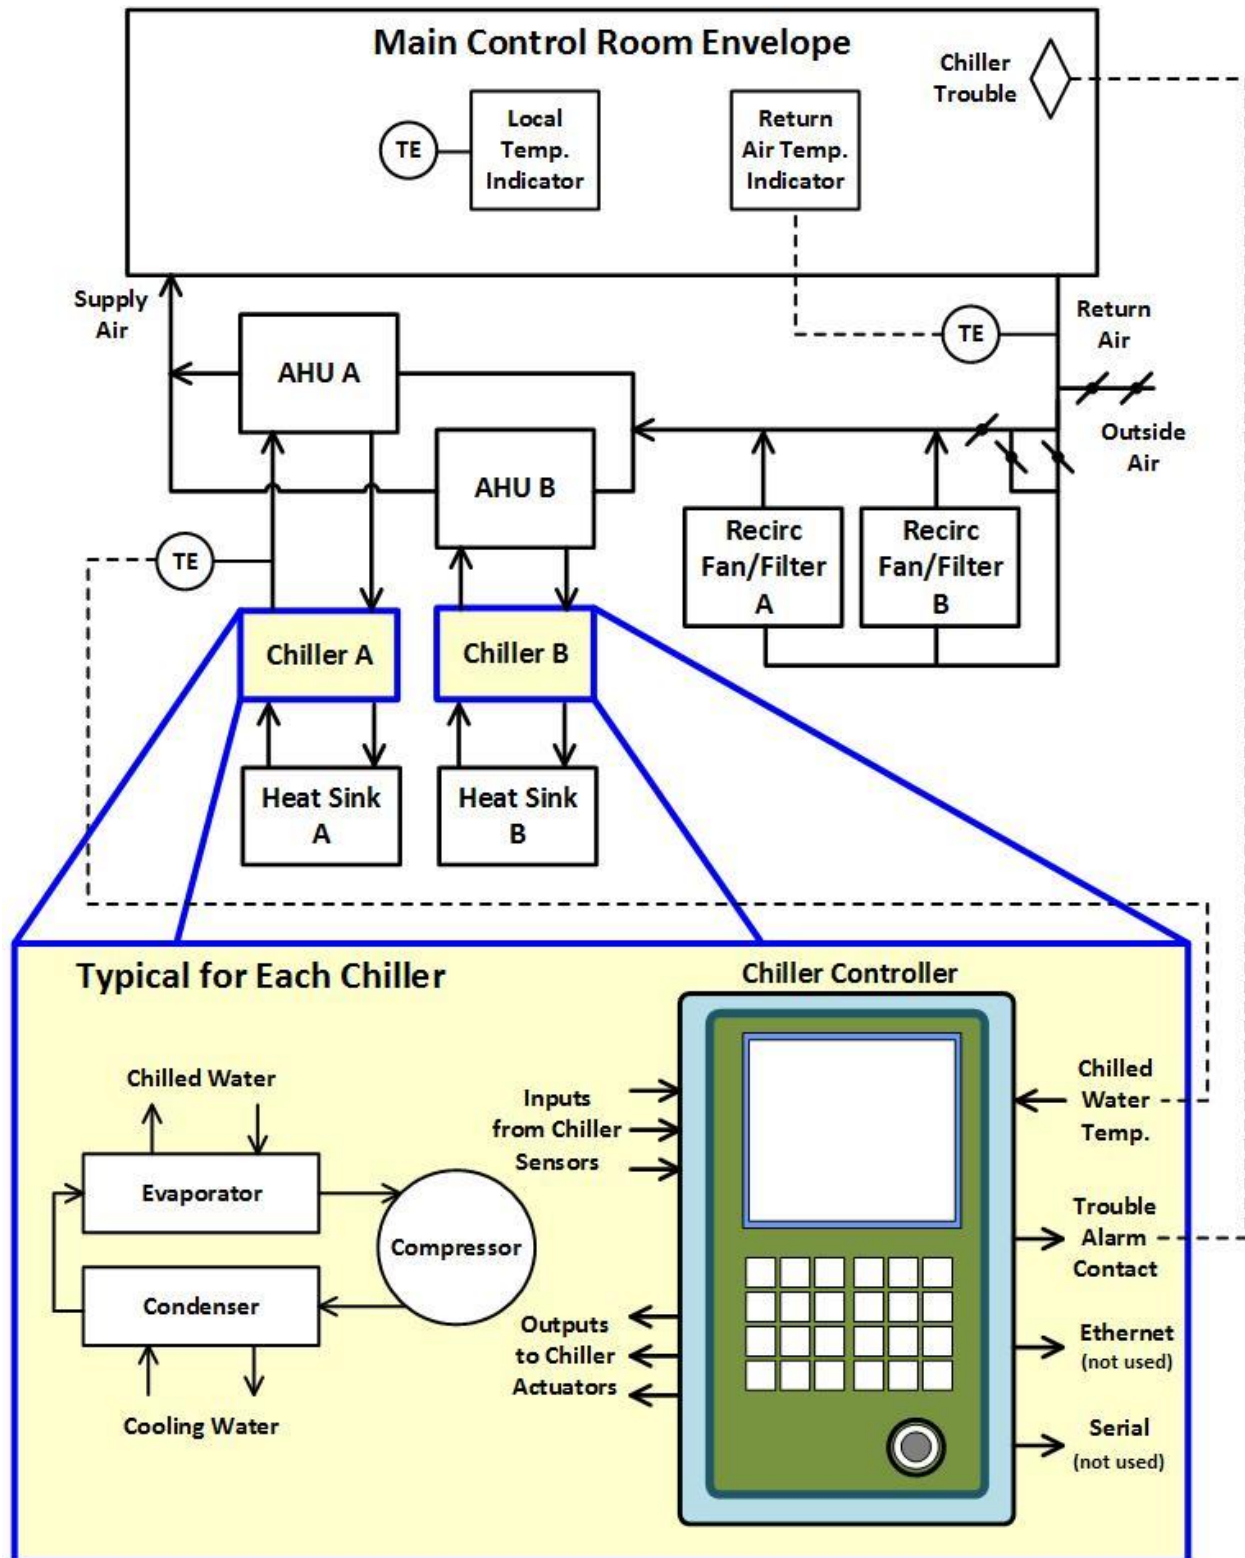 Main Control Room Envelope
Chiller
Trouble
TE
Local
Temp.
Indicator
Return
Air Temp.
Indicator
Supply
Air
TE
Return
Air
AHU A
Outside
Air
AHU B
TE
Recirc
Fan/Filter
A
Recirc
Fan/Filter
B
Chiller A
Chiller B
Heat Sink
A
Heat Sink
B
Typical for Each Chiller
Chiller Controller
Chilled Water
Evaporator
Compressor
Condenser
Cooling Water
Inputs
from Chiller
Sensors
Outputs
to Chiller
Actuators
Chilled
Water
Temp.
Trouble
Alarm
Contact
Ethernet
(not used)
Serial
(not used)